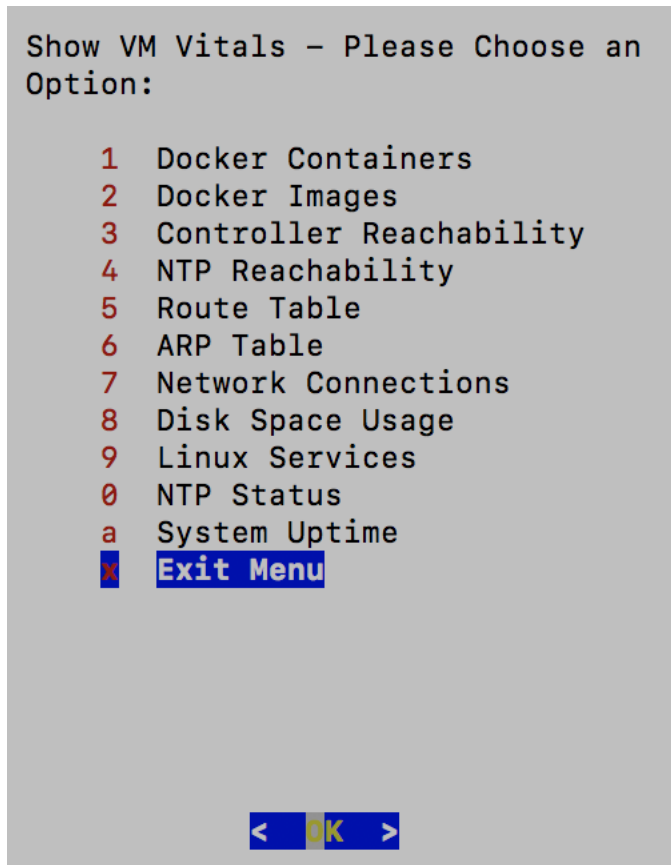 Show VM Vitals – Please Choose an
Option:
1 Docker Containers
2 Docker Images
3 Controller Reachability
4 NTP Reachability
5 Route Table
6 ARP Table
7 Network Connections
8 Disk Space Usage
9 Linux Services
0 NTP Status
a System Uptime
x Exit Menu
< OK >